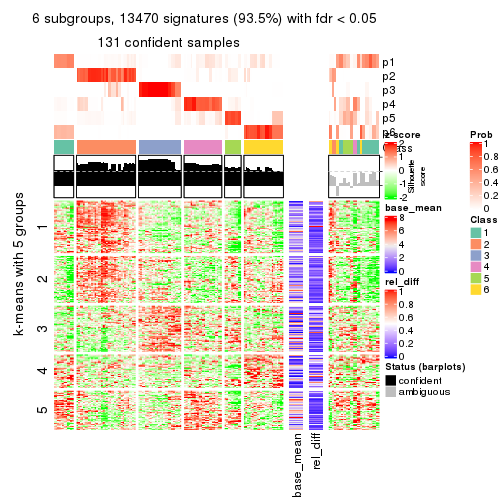 6 subgroups, 13470 signatures (93.5%) with fdr < 0.05
131 confident samples
p1
p2
p3
p4
p5
p6
z-score
2
1
0
-1
-2
Class
Silhouette
score
k-means with 5 groups
1
2
3
4
5
base_mean
8
6
4
2
0
rel_diff
1
0.8
0.6
0.4
0.2
0
Status (barplots)
confident
ambiguous
Prob
1
0.8
0.6
0.4
0.2
0
Class
1
2
3
4
5
6
base_mean
rel_diff